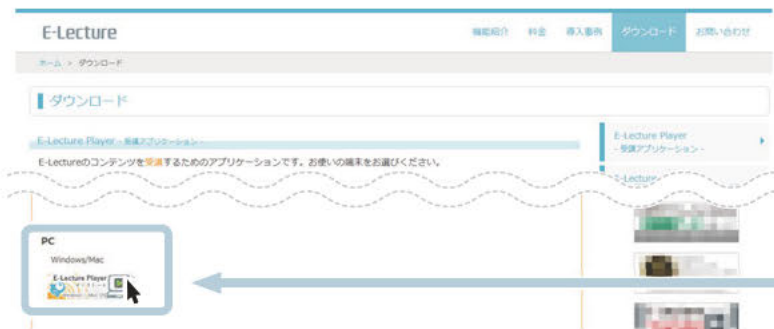 E-Lecture
機能紹介 料金 導入事例 ダウンロード お問い合わせ
ホーム > ダウンロード
ダウンロード
E-Lecture Player - 受講アプリケーション -
E-Lectureのコンテンツを受講するためのアプリケーションです。お使いの端末をお選びください。
E-Lecture Player
- 受講アプリケーション -
E-Lecture
PC
Windows/Mac
E-Lecture Player